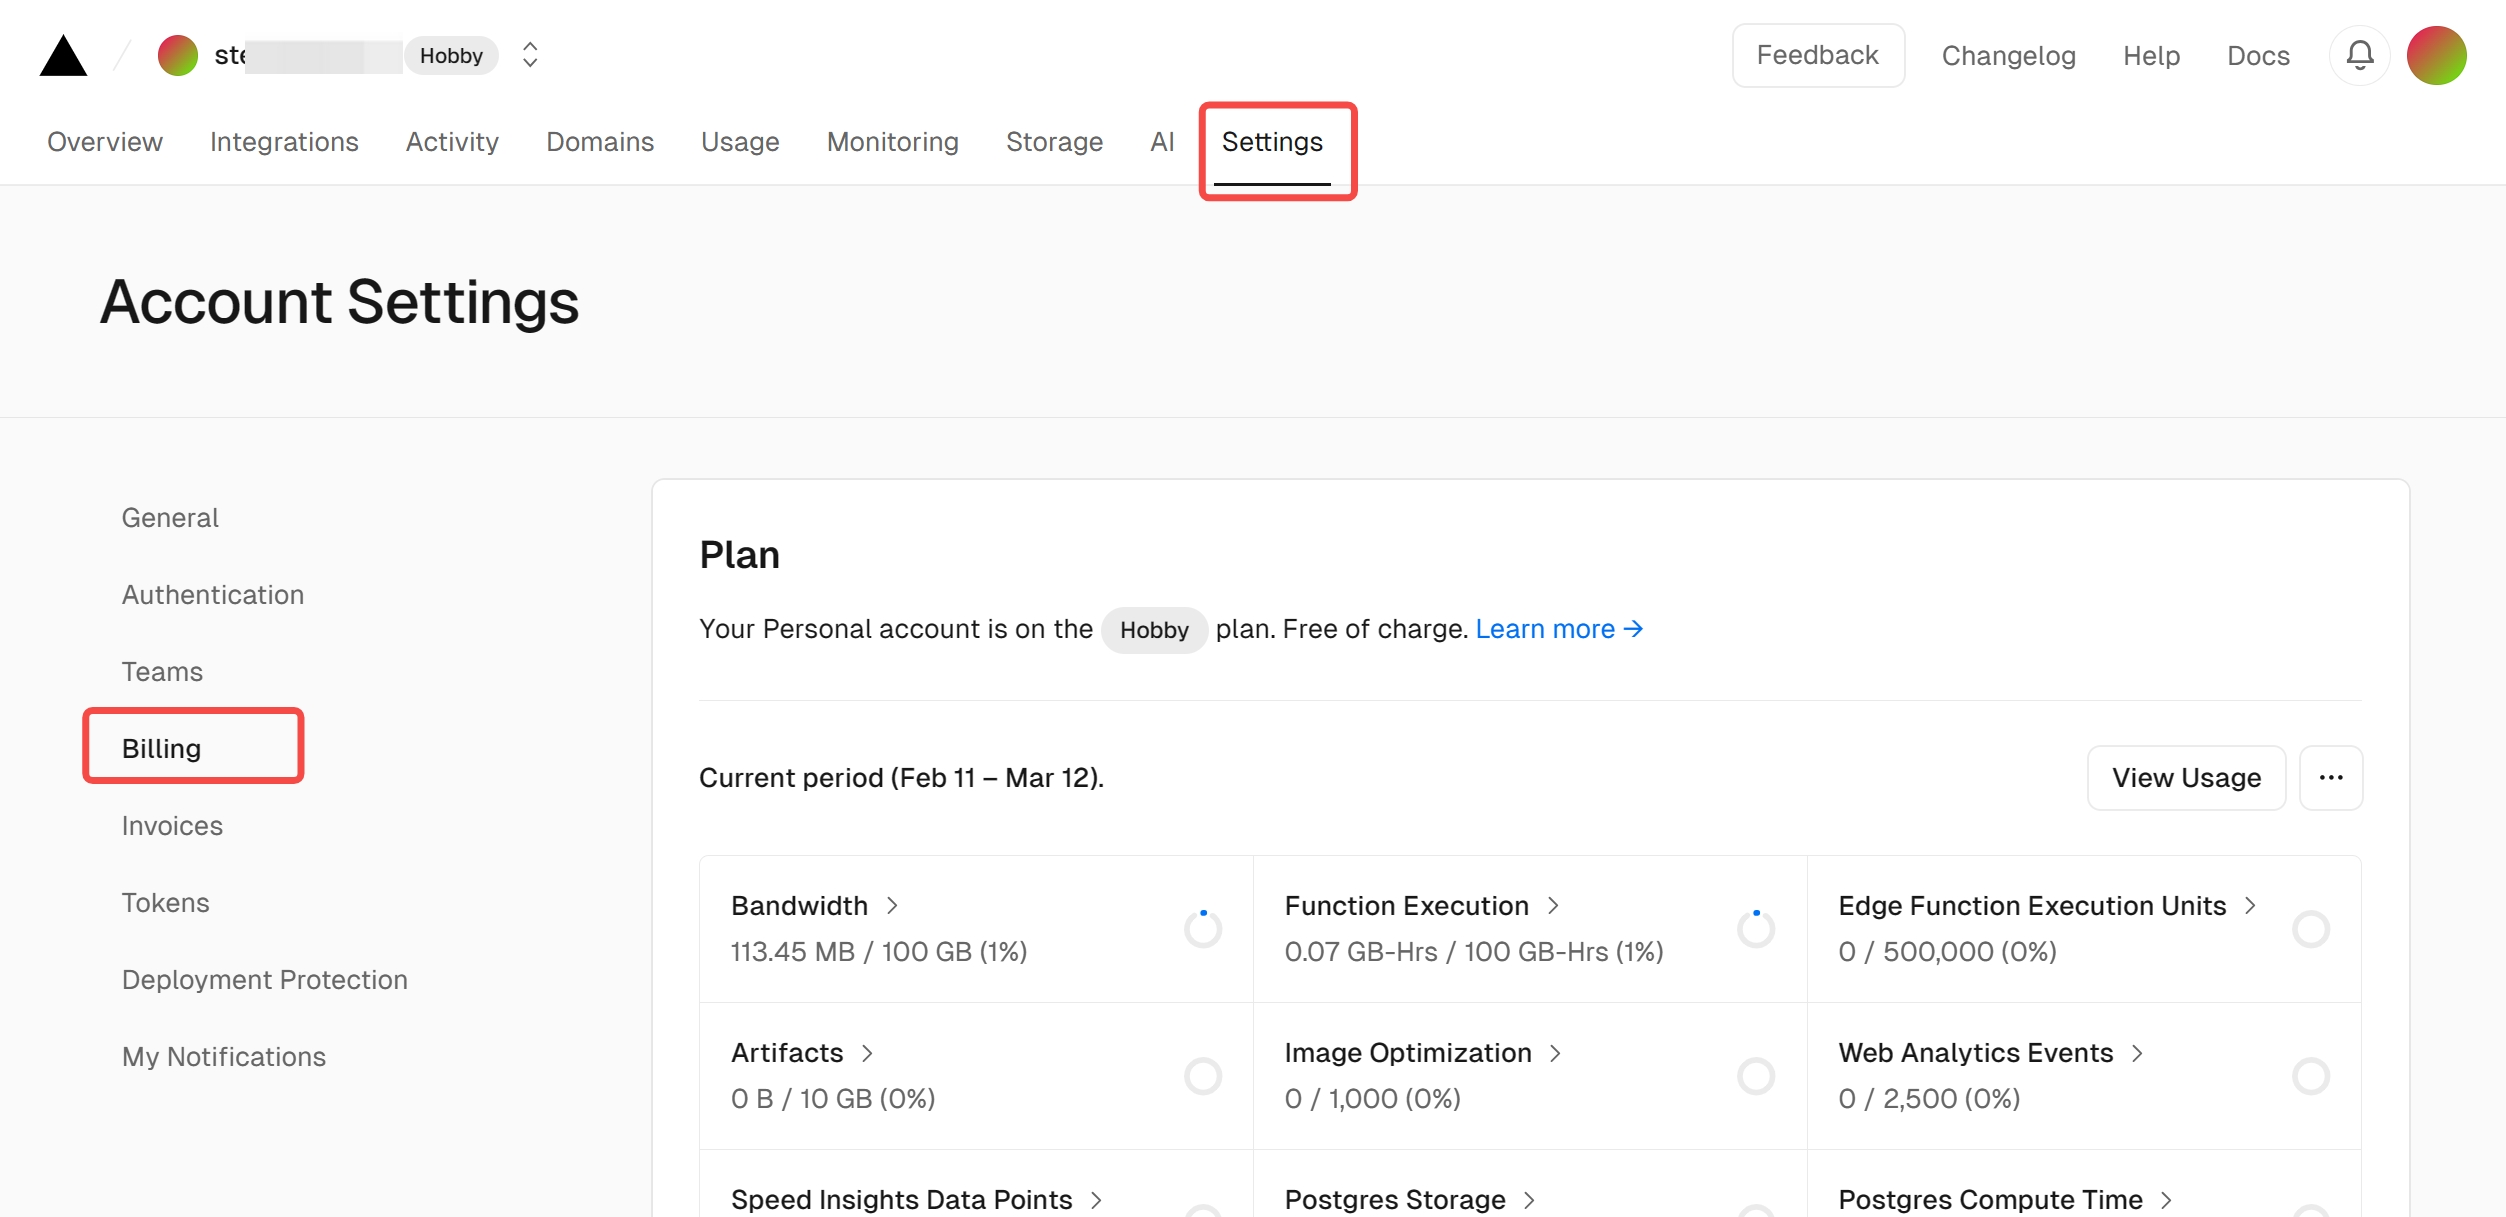 Hobby
Feedback
Changelog
Help
Docs
Overview
Integrations
Activity
Domains
Usage
Monitoring
Storage
AI
Settings
Account Settings
General
Authentication
Teams
Billing
Invoices
Tokens
Deployment Protection
My Notifications
Plan
Your Personal account is on the Hobby plan. Free of charge. Learn more →
Current period (Feb 11 – Mar 12).
View Usage
Bandwidth
113.45 MB / 100 GB (1%)
Function Execution
0.07 GB-Hrs / 100 GB-Hrs (1%)
Edge Function Execution Units
0 / 500,000 (0%)
Artifacts
0 B / 10 GB (0%)
Image Optimization
0 / 1,000 (0%)
Web Analytics Events
0 / 2,500 (0%)
Speed Insights Data Points
Postgres Storage
Postgres Compute Time